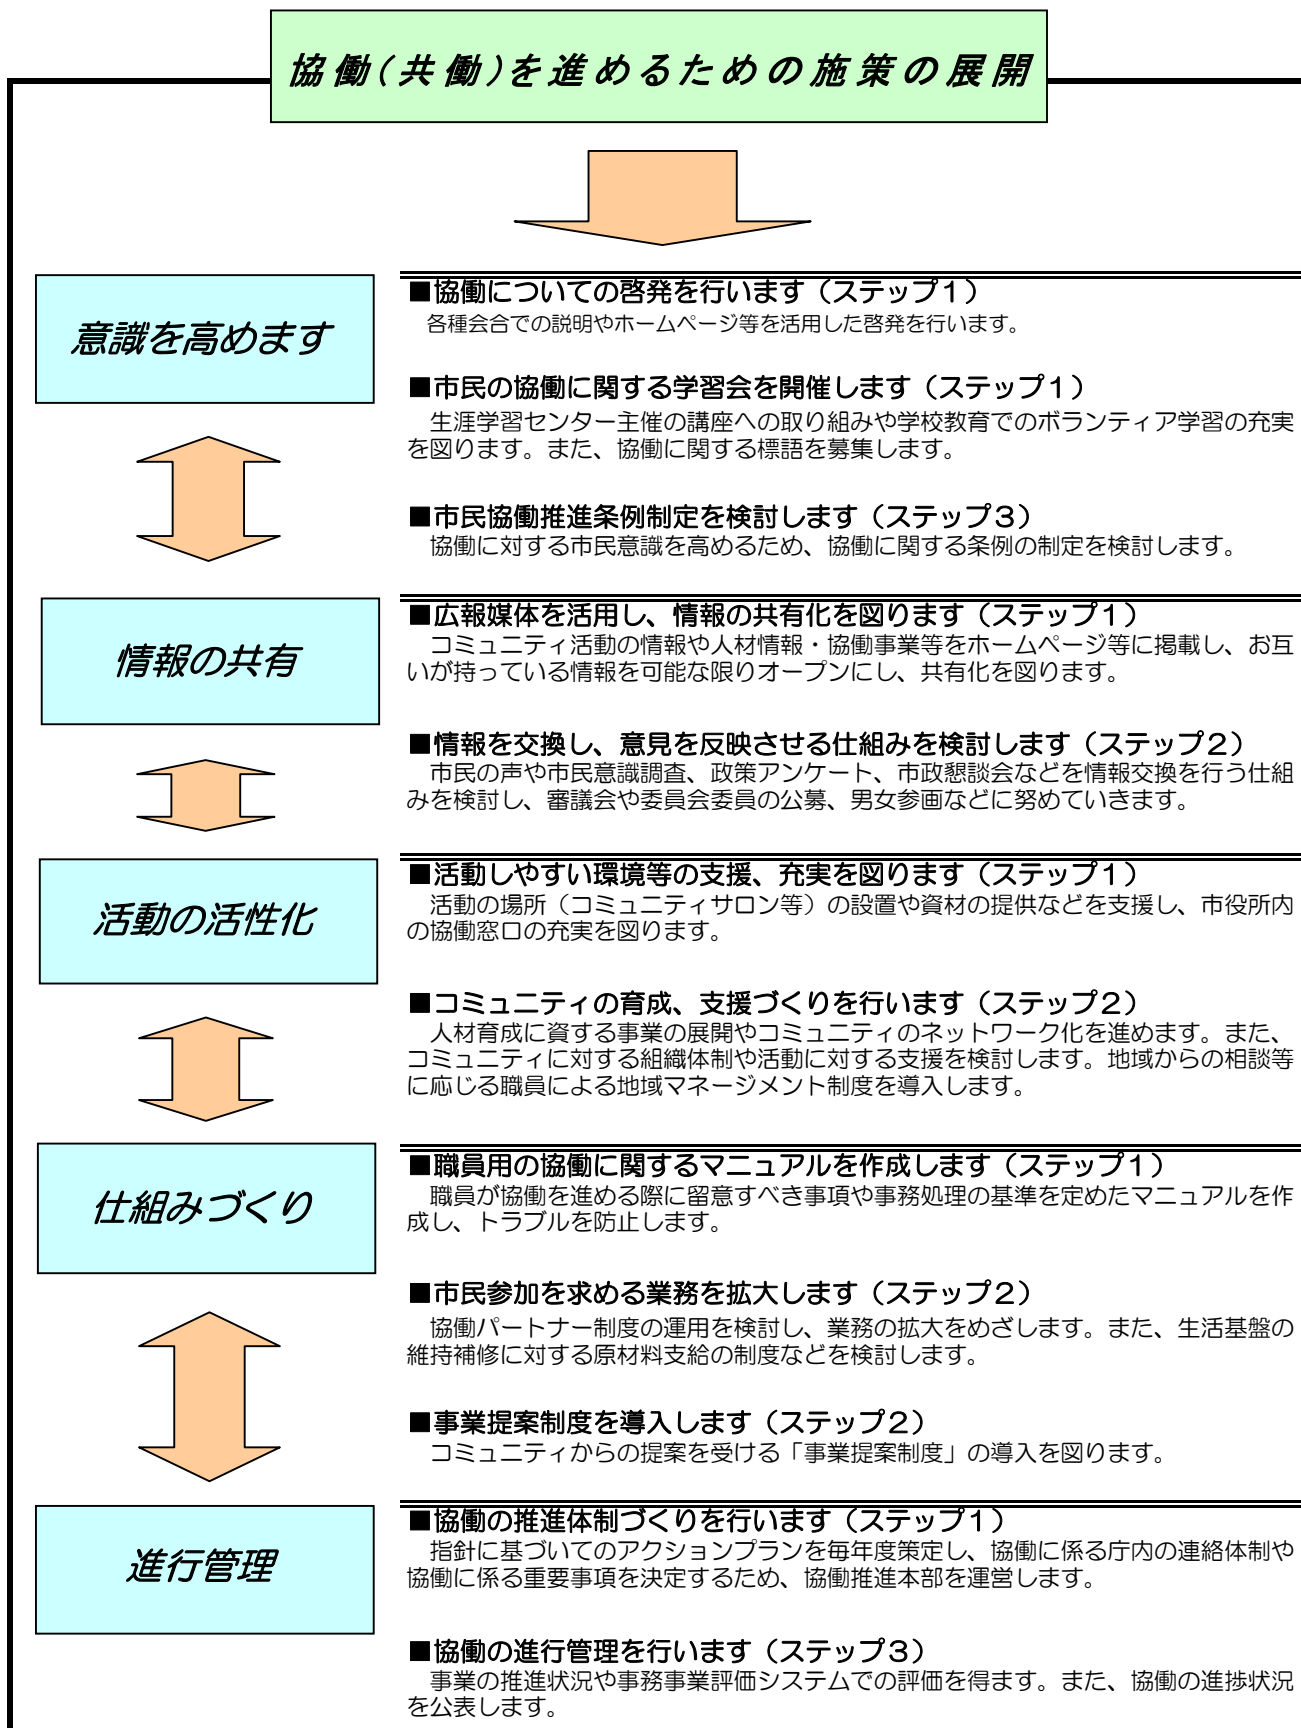 協働(共働)を進めるための施策の展開
意識を高めます
■協働についての啓発を行います（ステップ１）
各種会合での説明やホームページ等を活用した啓発を行います。
■市民の協働に関する学習会を開催します（ステップ１）
生涯学習センター主催の講座への取り組みや学校教育でのボランティア学習の充実
を図ります。また、協働に関する標語を募集します。
■市民協働推進条例制定を検討します（ステップ３）
協働に対する市民意識を高めるため、協働に関する条例の制定を検討します。
情報の共有
■広報媒体を活用し、情報の共有化を図ります（ステップ１）
コミュニティ活動の情報や人材情報・協働事業等をホームページ等に掲載し、お互
いが持っている情報を可能な限りオープンにし、共有化を図ります。
■情報を交換し、意見を反映させる仕組みを検討します（ステップ２）
市民の声や市民意識調査、政策アンケート、市政懇談会などを情報交換を行う仕組
みを検討し、審議会や委員会委員の公募、男女参画などに努めていきます。
活動の活性化
■活動しやすい環境等の支援、充実を図ります（ステップ１）
活動の場所（コミュニティサロン等）の設置や資材の提供などを支援し、市役所内
の協働窓口の充実を図ります。
■コミュニティの育成、支援づくりを行います（ステップ２）
人材育成に資する事業の展開やコミュニティのネットワーク化を進めます。また、
コミュニティに対する組織体制や活動に対する支援を検討します。地域からの相談等
に応じる職員による地域マネージメント制度を導入します。
仕組みづくり
■職員用の協働に関するマニュアルを作成します（ステップ１）
職員が協働を進める際に留意すべき事項や事務処理の基準を定めたマニュアルを作
成し、トラブルを防止します。
■市民参加を求める業務を拡大します（ステップ２）
協働パートナー制度の運用を検討し、業務の拡大をめざします。また、生活基盤の
維持補修に対する原材料支給の制度などを検討します。
■事業提案制度を導入します（ステップ２）
コミュニティからの提案を受ける「事業提案制度」の導入を図ります。
進行管理
■協働の推進体制づくりを行います（ステップ１）
指針に基づいてのアクションプランを毎年度策定し、協働に係る庁内の連絡体制や
協働に係る重要事項を決定するため、協働推進本部を運営します。
■協働の進行管理を行います（ステップ３）
事業の推進状況や事務事業評価システムでの評価を得ます。また、協働の進捗状況
を公表します。